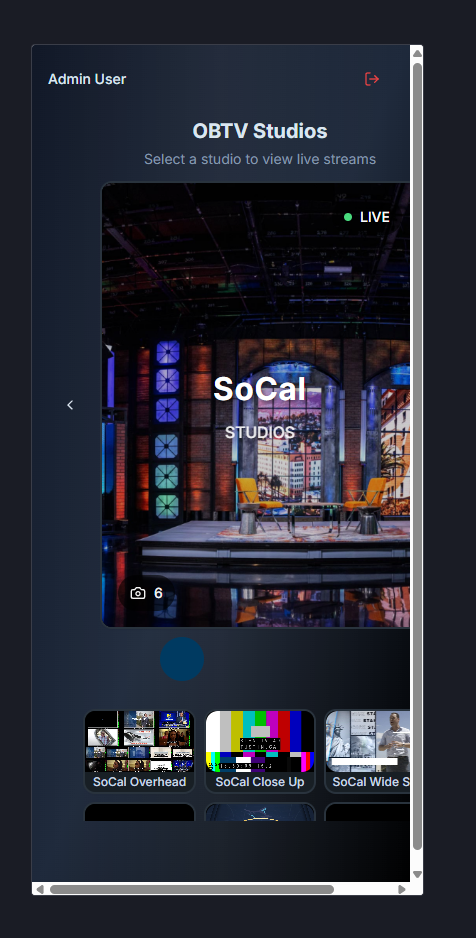 Admin User
OBTV Studios
Select a studio to view live streams
LIVE
SoCal
STUDIOS
6
SoCal Overhead
SoCal Close Up
SoCal Wide S